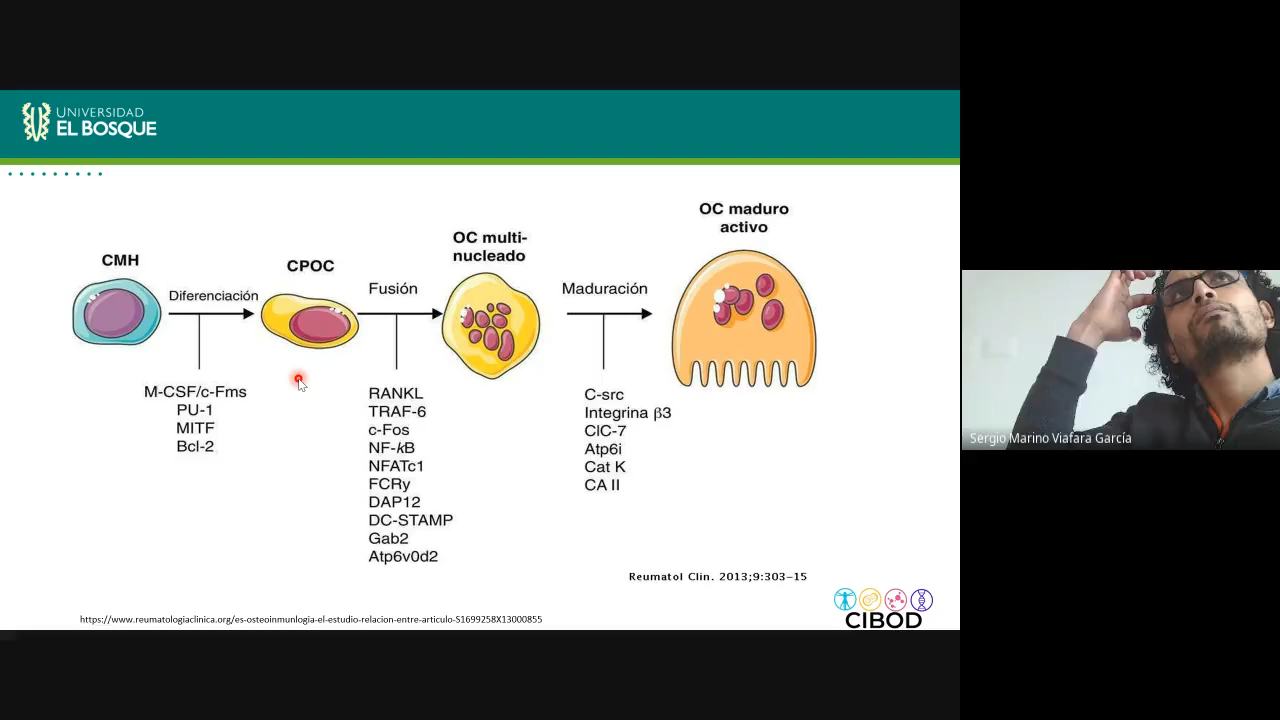 UNIVERSIDAD
EL BOSQUE
OC maduro
activo
OC multi-
nucleado
CMH
CPOC
Diferenciación
Fusión
Maduración
M-CSF/c-Fms
PU-1
MITF
Bcl-2
RANKL
TRAF-6
c-Fos
NF-kB
NFATc1
FCRy
DAP12
DC-STAMP
Gab2
Atp6v0d2
C-src
Integrina β3
ClC-7
Atp6i
Cat K
CA II
Sergio Marino Viafara García
Reumatol Clin. 2013;9:303–15
https://www.reumatologiaclinica.org/es-osteoinmunlogia-el-estudio-relacion-entre-articulo-S1699258X13000855
CIBOD